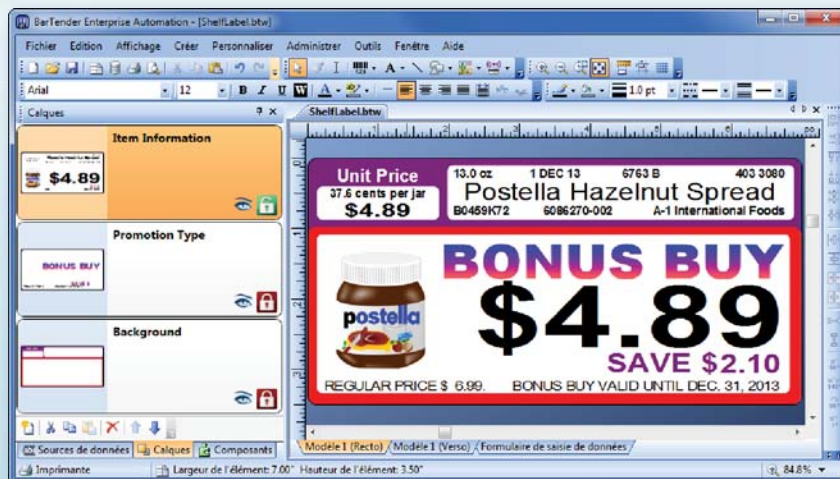 BarTender Enterprise Automation - [ShelfLabel.btw]
Fichier Edition Affichage Créer Personnaliser Administrer Outils Fenêtre Aide
Arial 12 B I U W A 1.0 pt
Calques
ShelfLabel.btw
Item Information
$4.89
Promotion Type
BONUS BUY
Background
Unit Price
37.6 cents per jar
$4.89
13.0 oz 1 DEC 13 6763 B 403 3080
Postella Hazelnut Spread
B0459K72 6086270-002 A-1 International Foods
BONUS BUY
postella
$4.89
SAVE $2.10
REGULAR PRICE $ 6.99. BONUS BUY VALID UNTIL DEC. 31, 2013
Sources de données Calques Composants
Modèle 1 (Recto) Modèle 1 (Verso) Formulaire de saisie de données
Imprimante Largeur de l'élément: 7.00" Hauteur de l'élément: 3.50" 84.8%